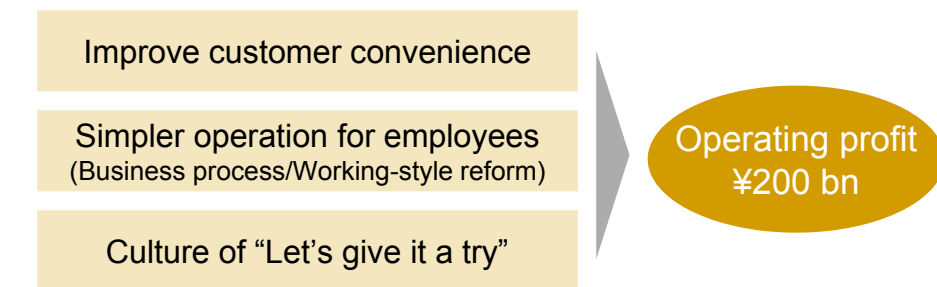 Improve customer convenience
Simpler operation for employees
(Business process/Working-style reform)
Culture of “Let’s give it a try”
Operating profit
¥200 bn